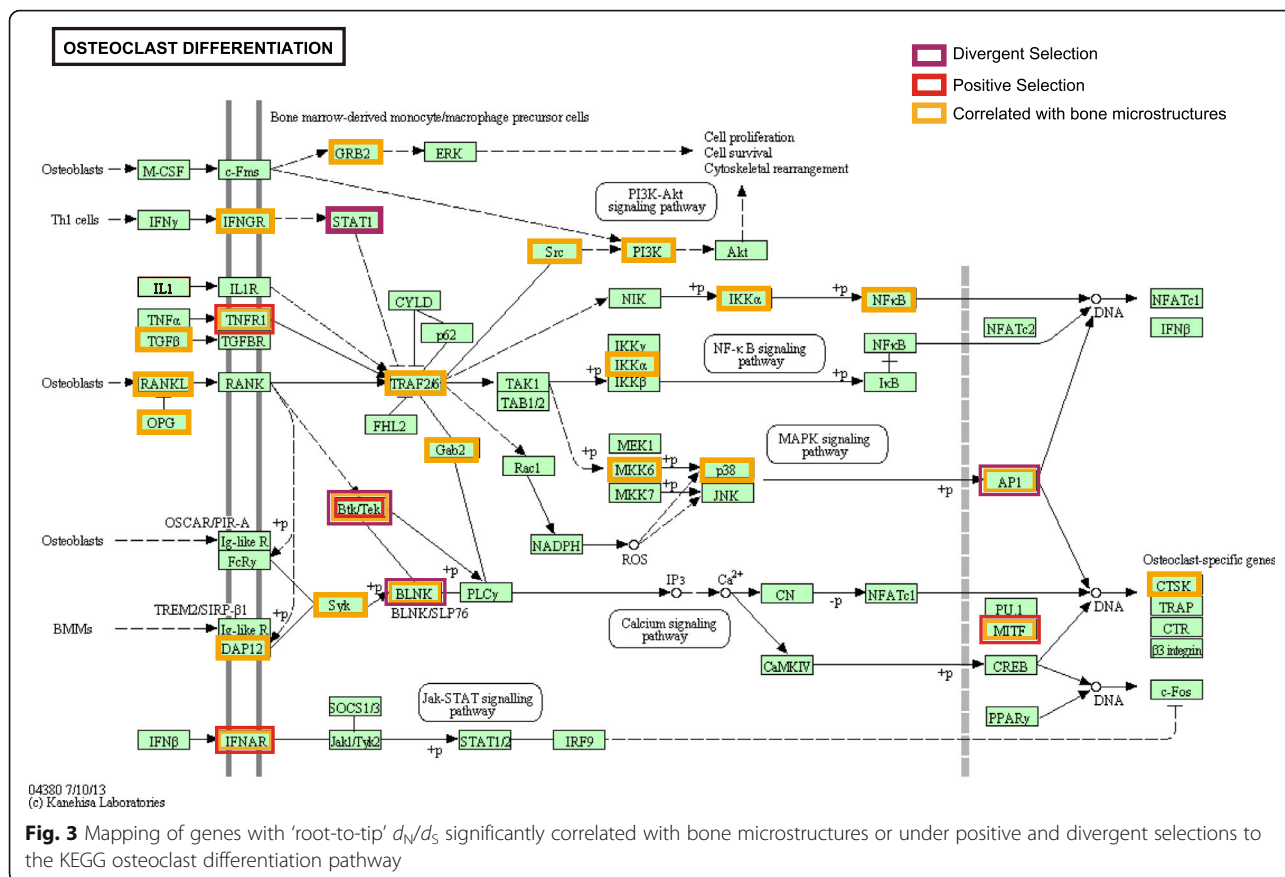 OSTEOCLAST DIFFERENTIATION
Divergent Selection
Positive Selection
Correlated with bone microstructures
Bone marrow-derived monocyte/macrophage precursor cells
Cell proliferation
Cell survival
Cytoskeletal rearrangement
GRB2
ERK
Osteoblasts
M-CSF
c-Fms
PI3K-Akt
signaling pathway
Th1 cells
IFNγ
IFNGR
STAT1
Src
PI3K
Akt
IL1
IL1R
CYLD
NIK
+p
IKKα
+p
NFκB
DNA
NFATc1
TNFα
TNFR1
p62
NFATc2
IFNβ
TGFβ
TGFBR
IKKγ
IKKα
IKKβ
NF-κB signaling
pathway
NFκB
Osteoblasts
RANKL
RANK
TRAF2/6
TAK1
TAB1/2
+p
+p
IκB
OPG
FHL2
Gab2
Rac1
+p
MEK1
MKK6
MKK7
+p
+p
p38
JNK
MAPK signaling
pathway
+p
AP1
Btk/Tek
OSCAR/PIR-A
+p
Osteoblasts
Ig-like R
FcRγ
NADPH
ROS
Osteoclast-specific genes
+p
+p
IP3
Ca2+
Syk
BLNK
PLCγ
BLNK/SLP76
CN
-p
NFATc1
DNA
CTSK
TRAP
CTR
β3 integrin
TREM2/SIRP-β1
+p
BMMs
Ig-like R
DAP12
Calcium signaling
pathway
PU.1
MITF
CaMKIV
+p
CREB
DNA
c-Fos
PPARγ
SOCS1/3
Jak-STAT signalling
pathway
IFNβ
IFNAR
Jak1/Tyk2
+p
STAT1/2
IRF9
04380 7/10/13
(c) Kanehisa Laboratories
Fig. 3 Mapping of genes with ‘root-to-tip’ dN/dS significantly correlated with bone microstructures or under positive and divergent selections to
the KEGG osteoclast differentiation pathway